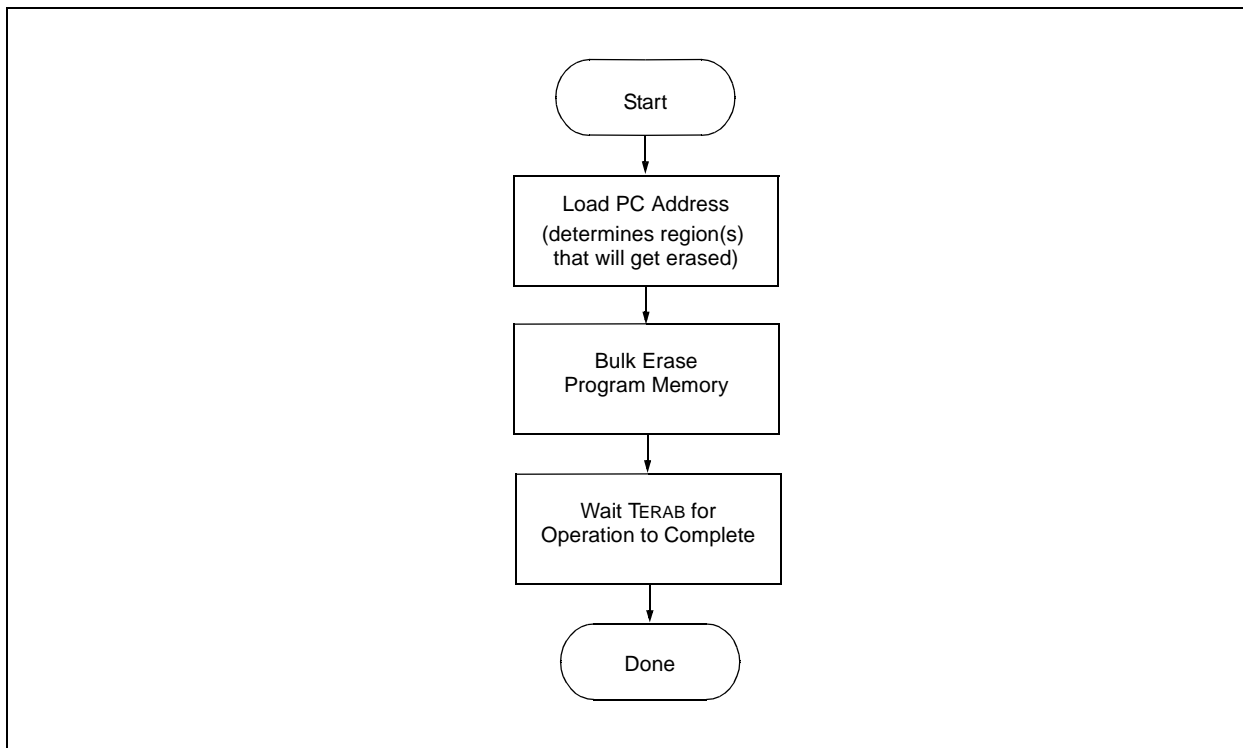 Start
Load PC Address
(determines region(s)
that will get erased)
Bulk Erase
Program Memory
Wait TERAB for
Operation to Complete
Done